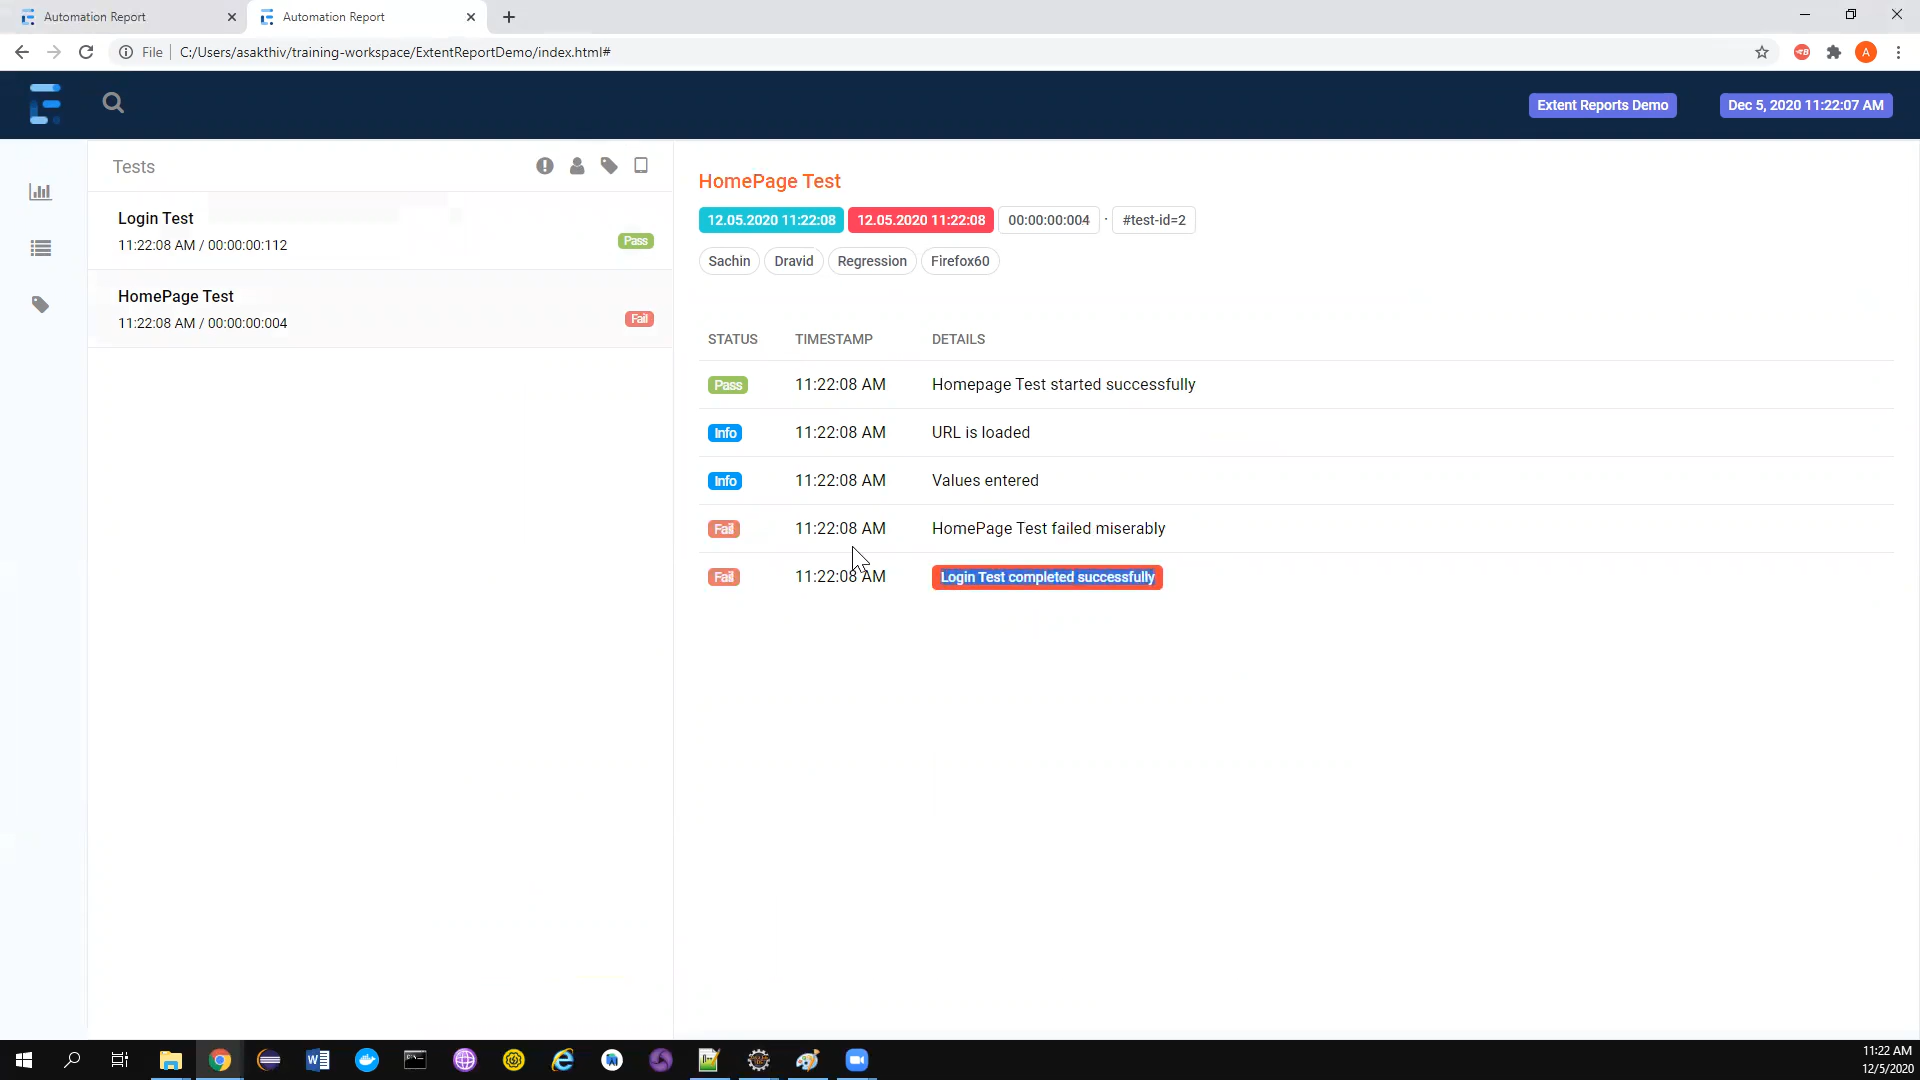 Automation Report
Automation Report
File C:/Users/asakthiv/training-workspace/ExtentReportDemo/index.html#
A
Extent Reports Demo
Dec 5, 2020 11:22:07 AM
Tests
Login Test
11:22:08 AM / 00:00:00:112
Pass
HomePage Test
11:22:08 AM / 00:00:00:004
Fail
HomePage Test
12.05.2020 11:22:08 12.05.2020 11:22:08 00:00:00:004 · #test-id=2
Sachin Dravid Regression Firefox60
STATUS TIMESTAMP DETAILS
Pass 11:22:08 AM Homepage Test started successfully
Info 11:22:08 AM URL is loaded
Info 11:22:08 AM Values entered
Fail 11:22:08 AM HomePage Test failed miserably
Fail 11:22:08 AM Login Test completed successfully
11:22 AM
12/5/2020